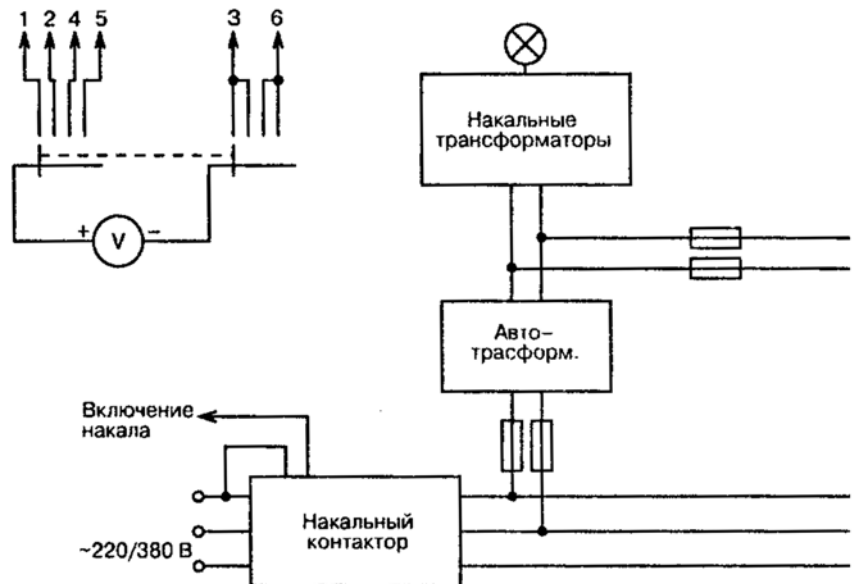 1 2 4 5 3 6
Накальные
трансформаторы
+ V −
Авто-
трасформ.
Включение
накала
Накальный
контактор
~220/380 В